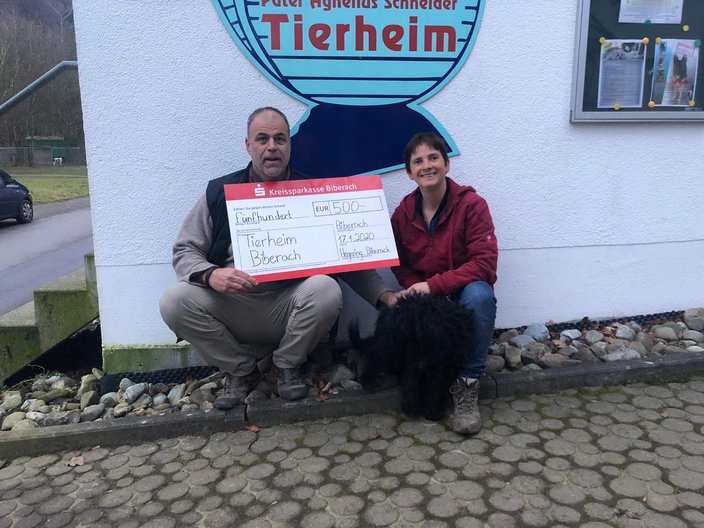 Pater Agnellus Schneider
Tierheim
Kreissparkasse Biberach
Zahlen Sie gegen diesen Scheck
Fünfhundert
EUR 500,-
Tierheim
Biberach
Biberach
17.1.2020
Biberach